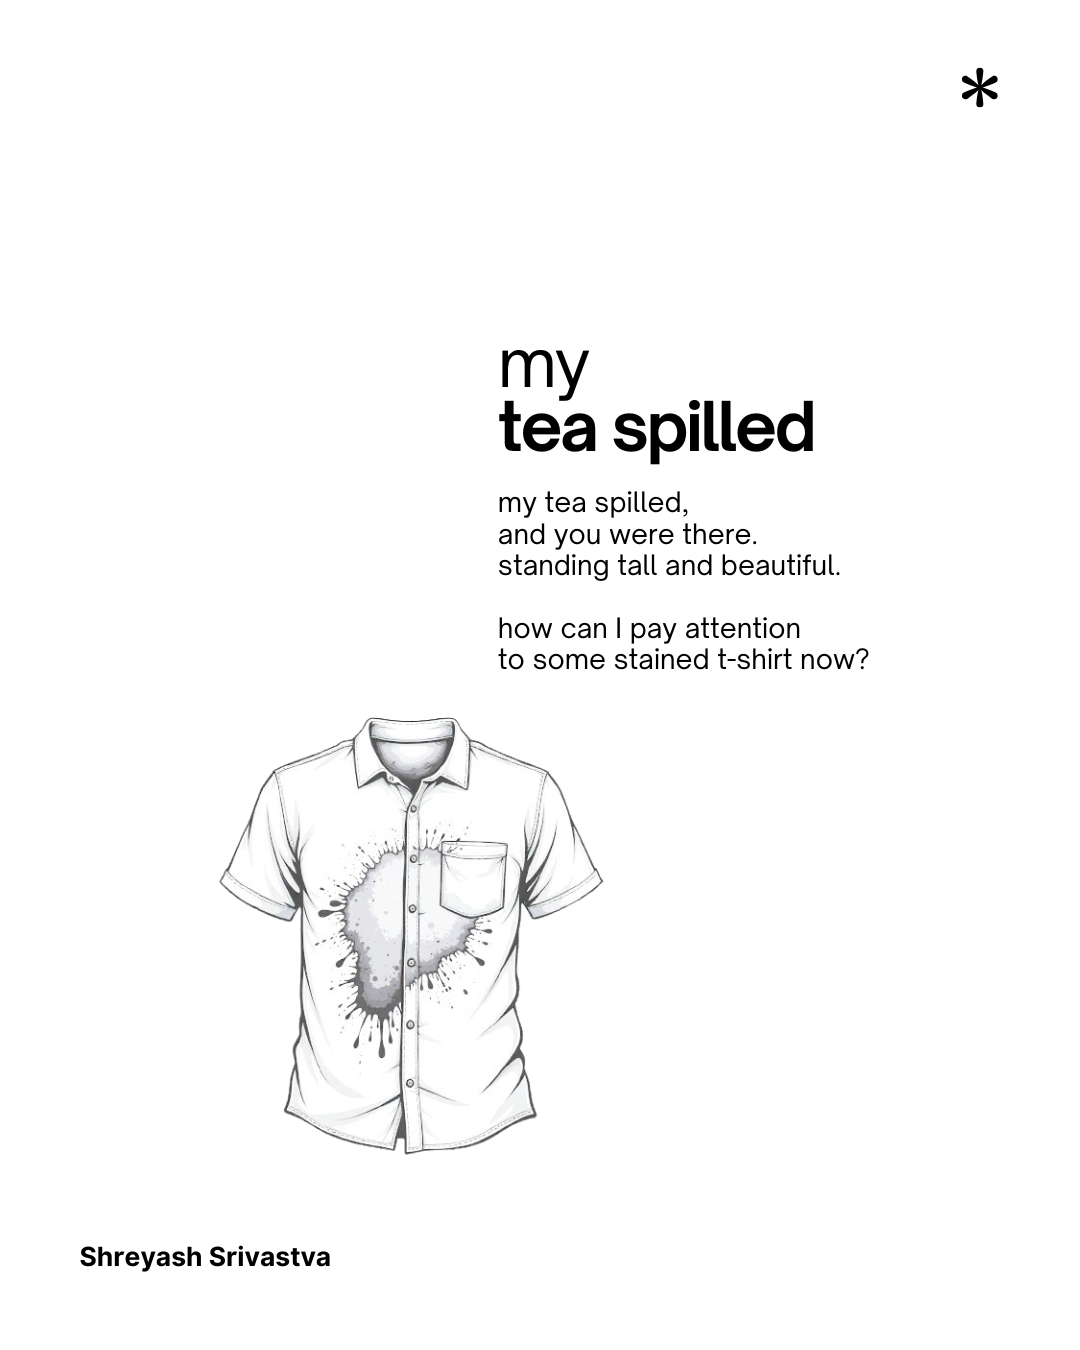 *
my
tea spilled
my tea spilled,
and you were there.
standing tall and beautiful.
how can I pay attention
to some stained t-shirt now?
Shreyash Srivastva